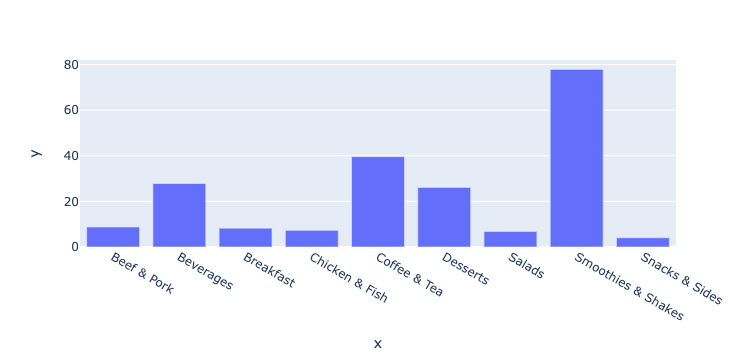 80
60
40
20
0
y
Beef & Pork
Beverages
Breakfast
Chicken & Fish
Coffee & Tea
Desserts
Salads
Smoothies & Shakes
Snacks & Sides
x